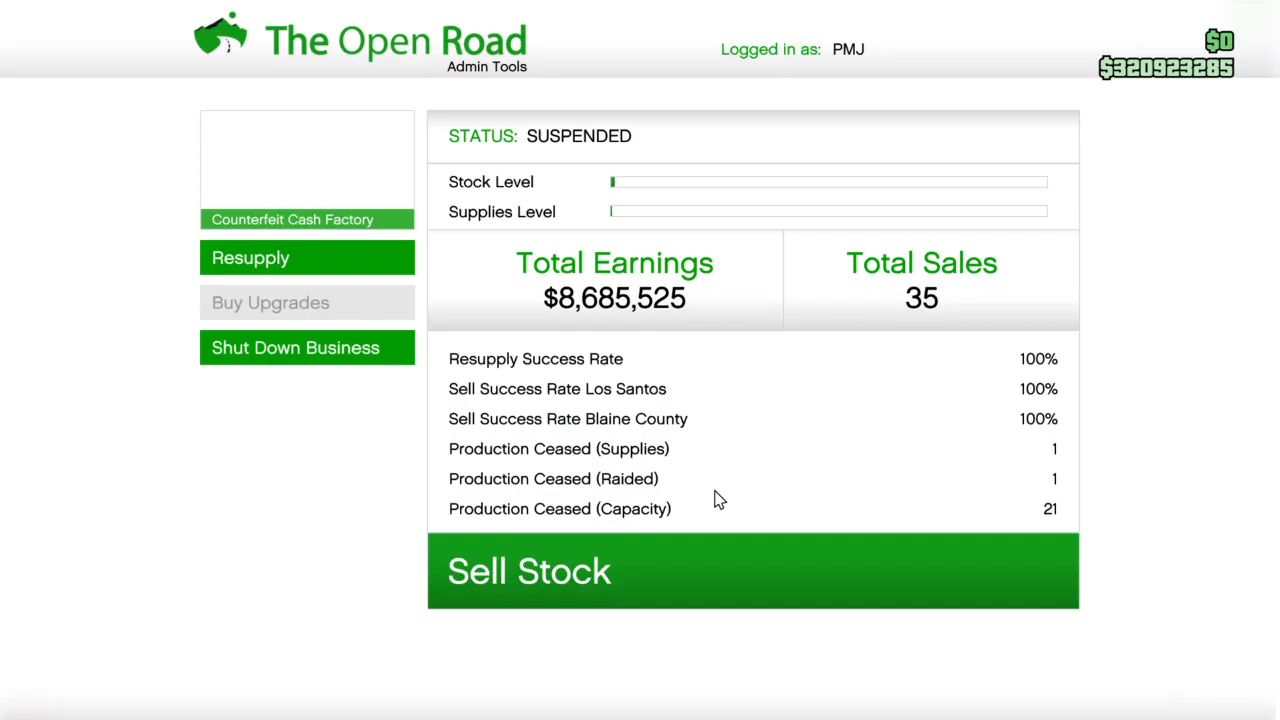 The Open Road
Admin Tools
Logged in as: PMJ
$0
$320923285
Counterfeit Cash Factory
Resupply
Buy Upgrades
Shut Down Business
STATUS: SUSPENDED
Stock Level
Supplies Level
Total Earnings
$8,685,525
Total Sales
35
Resupply Success Rate 100%
Sell Success Rate Los Santos 100%
Sell Success Rate Blaine County 100%
Production Ceased (Supplies) 1
Production Ceased (Raided) 1
Production Ceased (Capacity) 21
Sell Stock